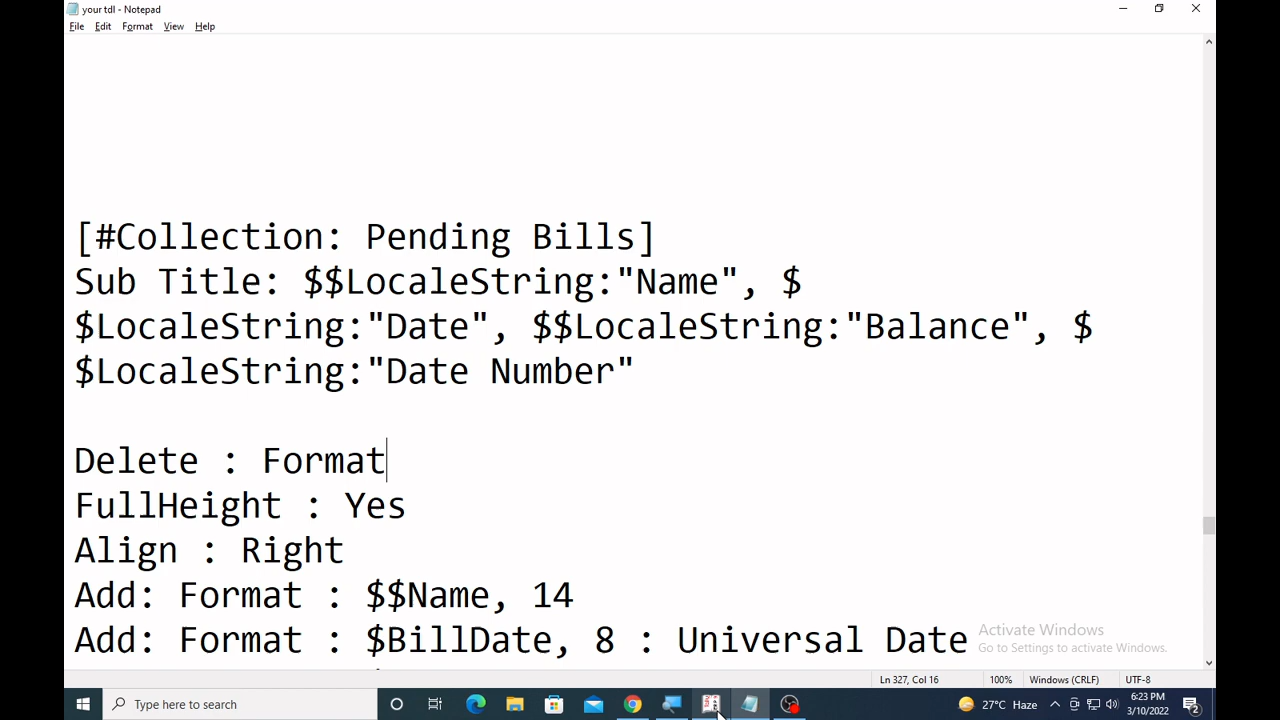 your tdl - Notepad
File Edit Format View Help
[#Collection: Pending Bills]
Sub Title: $$LocaleString:"Name", $
$LocaleString:"Date", $$LocaleString:"Balance", $
$LocaleString:"Date Number"
Delete : Format
FullHeight : Yes
Align : Right
Add: Format : $$Name, 14
Add: Format : $BillDate, 8 : Universal Date
Activate Windows
Go to Settings to activate Windows.
Ln 327, Col 16 100% Windows (CRLF) UTF-8
Type here to search
27°C Haze
6:23 PM
3/10/2022
2